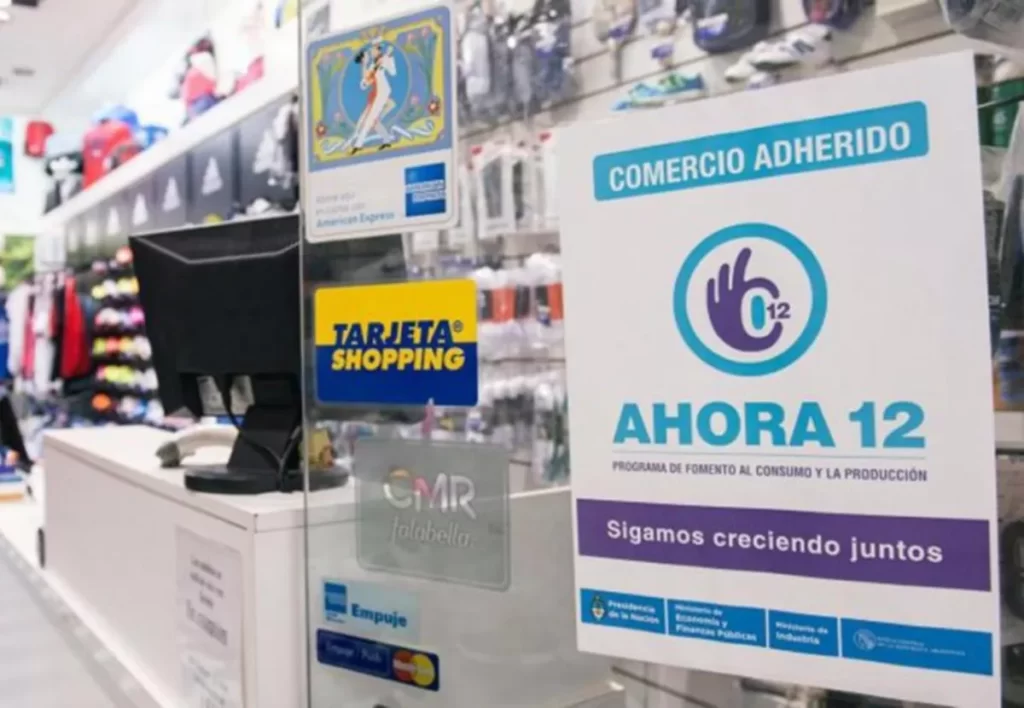 American Express
TARJETA®
SHOPPING
CMR
falabella
Empuje
Empuje
COMERCIO ADHERIDO
12
AHORA 12
PROGRAMA DE FOMENTO AL CONSUMO Y LA PRODUCCIÓN
Sigamos creciendo juntos
Presidencia
de la Nación
Ministerio de
Economía y
Finanzas Públicas
Ministerio de
Industria